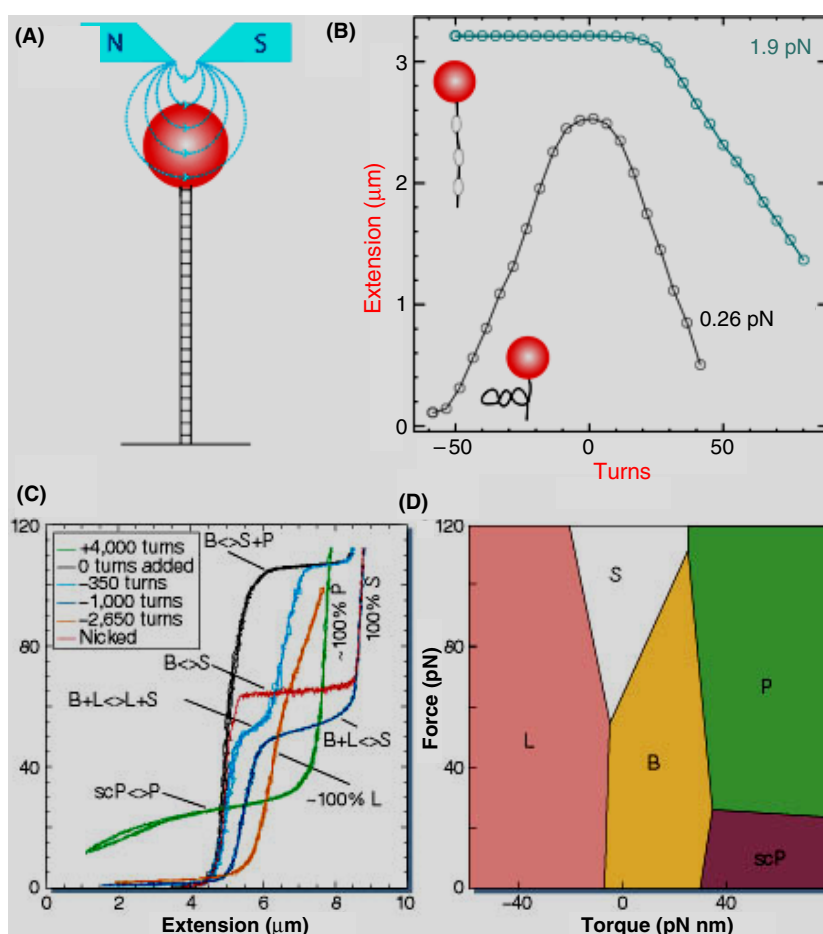 (A)
N
S
(B)
3
2
1
0
Extension (μm)
1.9 pN
0.26 pN
−50
0
50
Turns
(C)
120
80
40
0
+4,000 turns
0 turns added
−350 turns
−1,000 turns
−2,650 turns
Nicked
B<>S+P
B<>S
B+L<>L+S
scP<>P
~100% P
100% S
B+L<>S
~100% L
0
2
4
6
8
10
Extension (μm)
(D)
Force (pN)
120
80
40
0
S
L
B
P
scP
−40
0
40
Torque (pN nm)